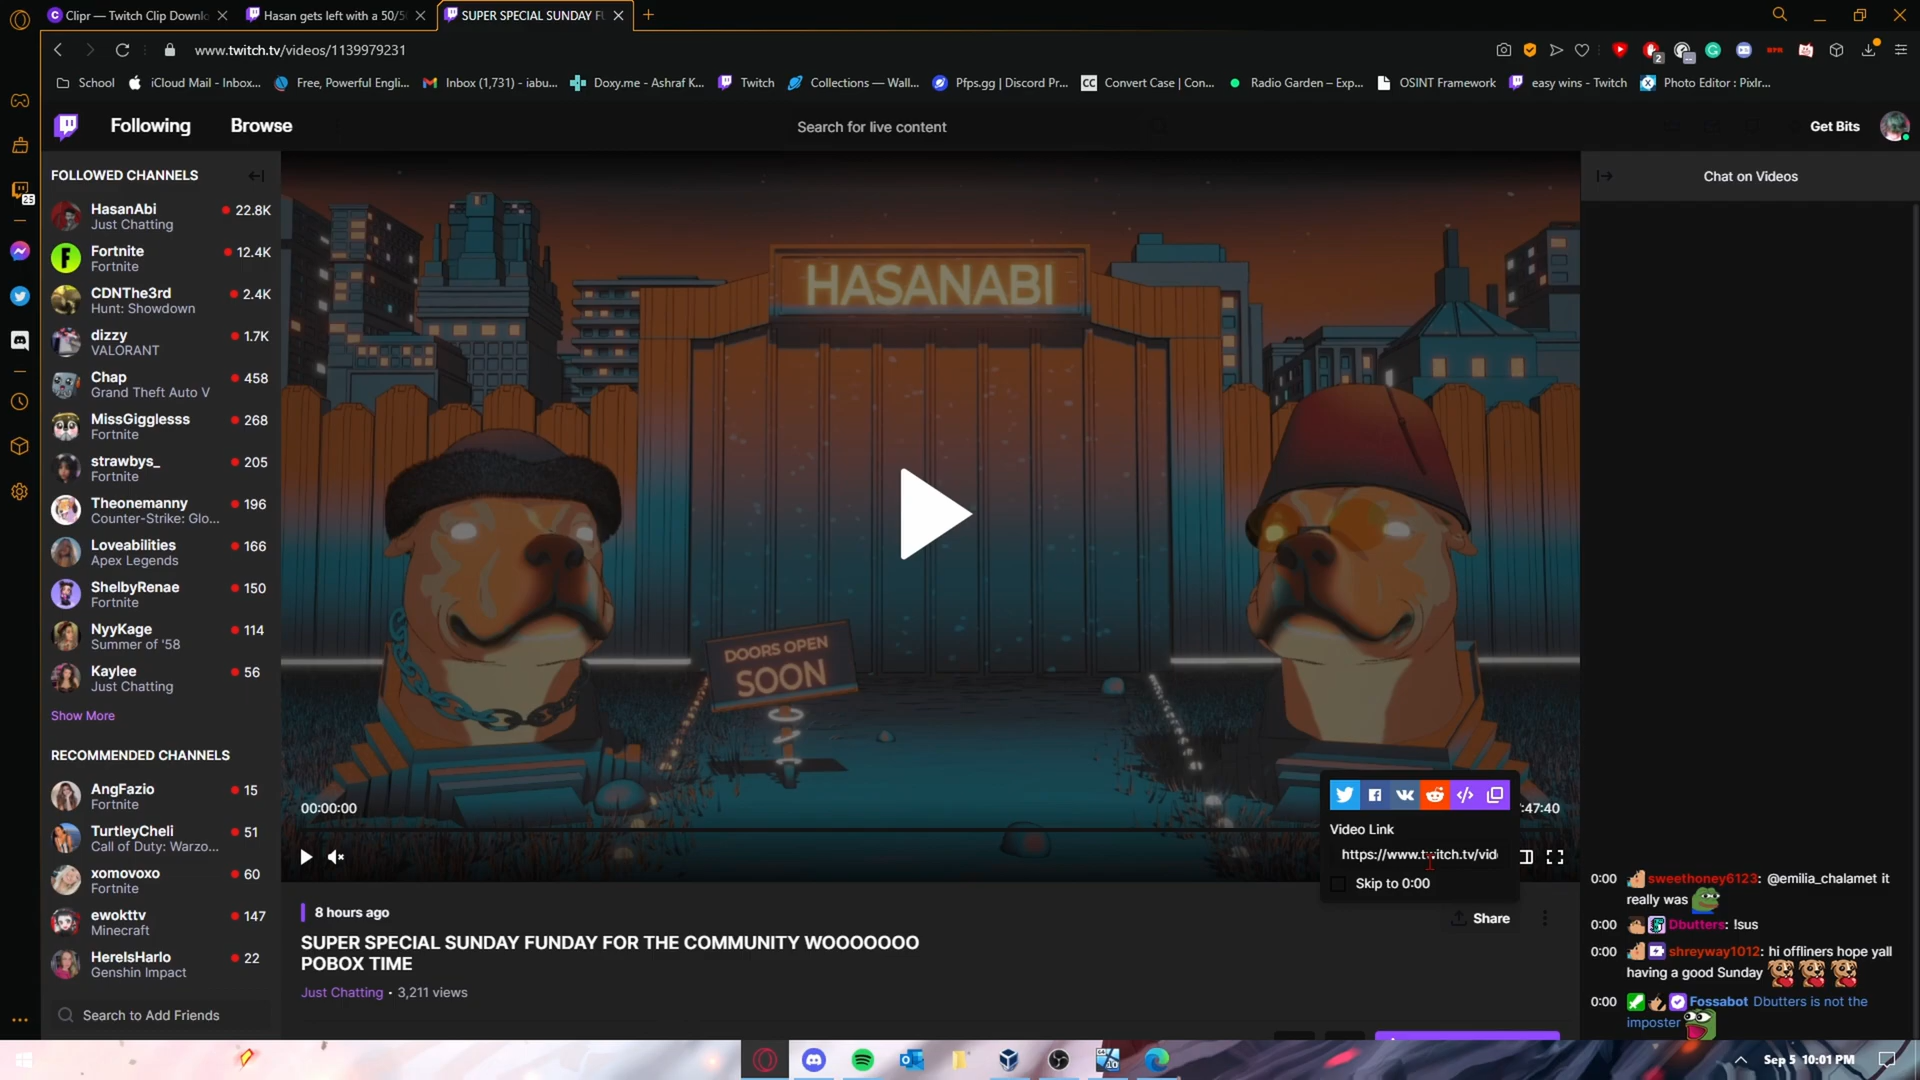 Clipr — Twitch Clip Downlo
Hasan gets left with a 50/5
SUPER SPECIAL SUNDAY F
www.twitch.tv/videos/1139979231
School
iCloud Mail - Inbox...
Free, Powerful Engli...
Inbox (1,731) - iabu...
Doxy.me - Ashraf K...
Twitch
Collections — Wall...
Pfps.gg | Discord Pr...
CC
Convert Case | Con...
Radio Garden – Exp...
OSINT Framework
easy wins - Twitch
Photo Editor : Pixlr...
Following
Browse
Search for live content
Get Bits
25
2
FOLLOWED CHANNELS
HasanAbi
22.8K
Just Chatting
Fortnite
12.4K
Fortnite
CDNThe3rd
2.4K
Hunt: Showdown
dizzy
1.7K
VALORANT
Chap
458
Grand Theft Auto V
MissGigglesss
268
Fortnite
strawbys_
205
Fortnite
Theonemanny
196
Counter-Strike: Glo...
Loveabilities
166
Apex Legends
ShelbyRenae
150
Fortnite
NyyKage
114
Summer of '58
Kaylee
56
Just Chatting
Show More
RECOMMENDED CHANNELS
AngFazio
15
Fortnite
TurtleyCheli
51
Call of Duty: Warzo...
xomovoxo
60
Fortnite
ewokttv
147
Minecraft
HereIsHarlo
22
Genshin Impact
Search to Add Friends
HASANABI
DOORS OPEN
SOON
00:00:00
:47:40
Video Link
https://www.twitch.tv/vid
Skip to 0:00
Share
8 hours ago
SUPER SPECIAL SUNDAY FUNDAY FOR THE COMMUNITY WOOOOOOO
POBOX TIME
Just Chatting • 3,211 views
Chat on Videos
0:00 sweethoney6123: @emilia_chalamet it
really was
0:00 Dbutters: !sus
0:00 shreyway1012: hi offliners hope yall
having a good Sunday
0:00 Fossabot Dbutters is not the
imposter
Sep 5 10:01 PM